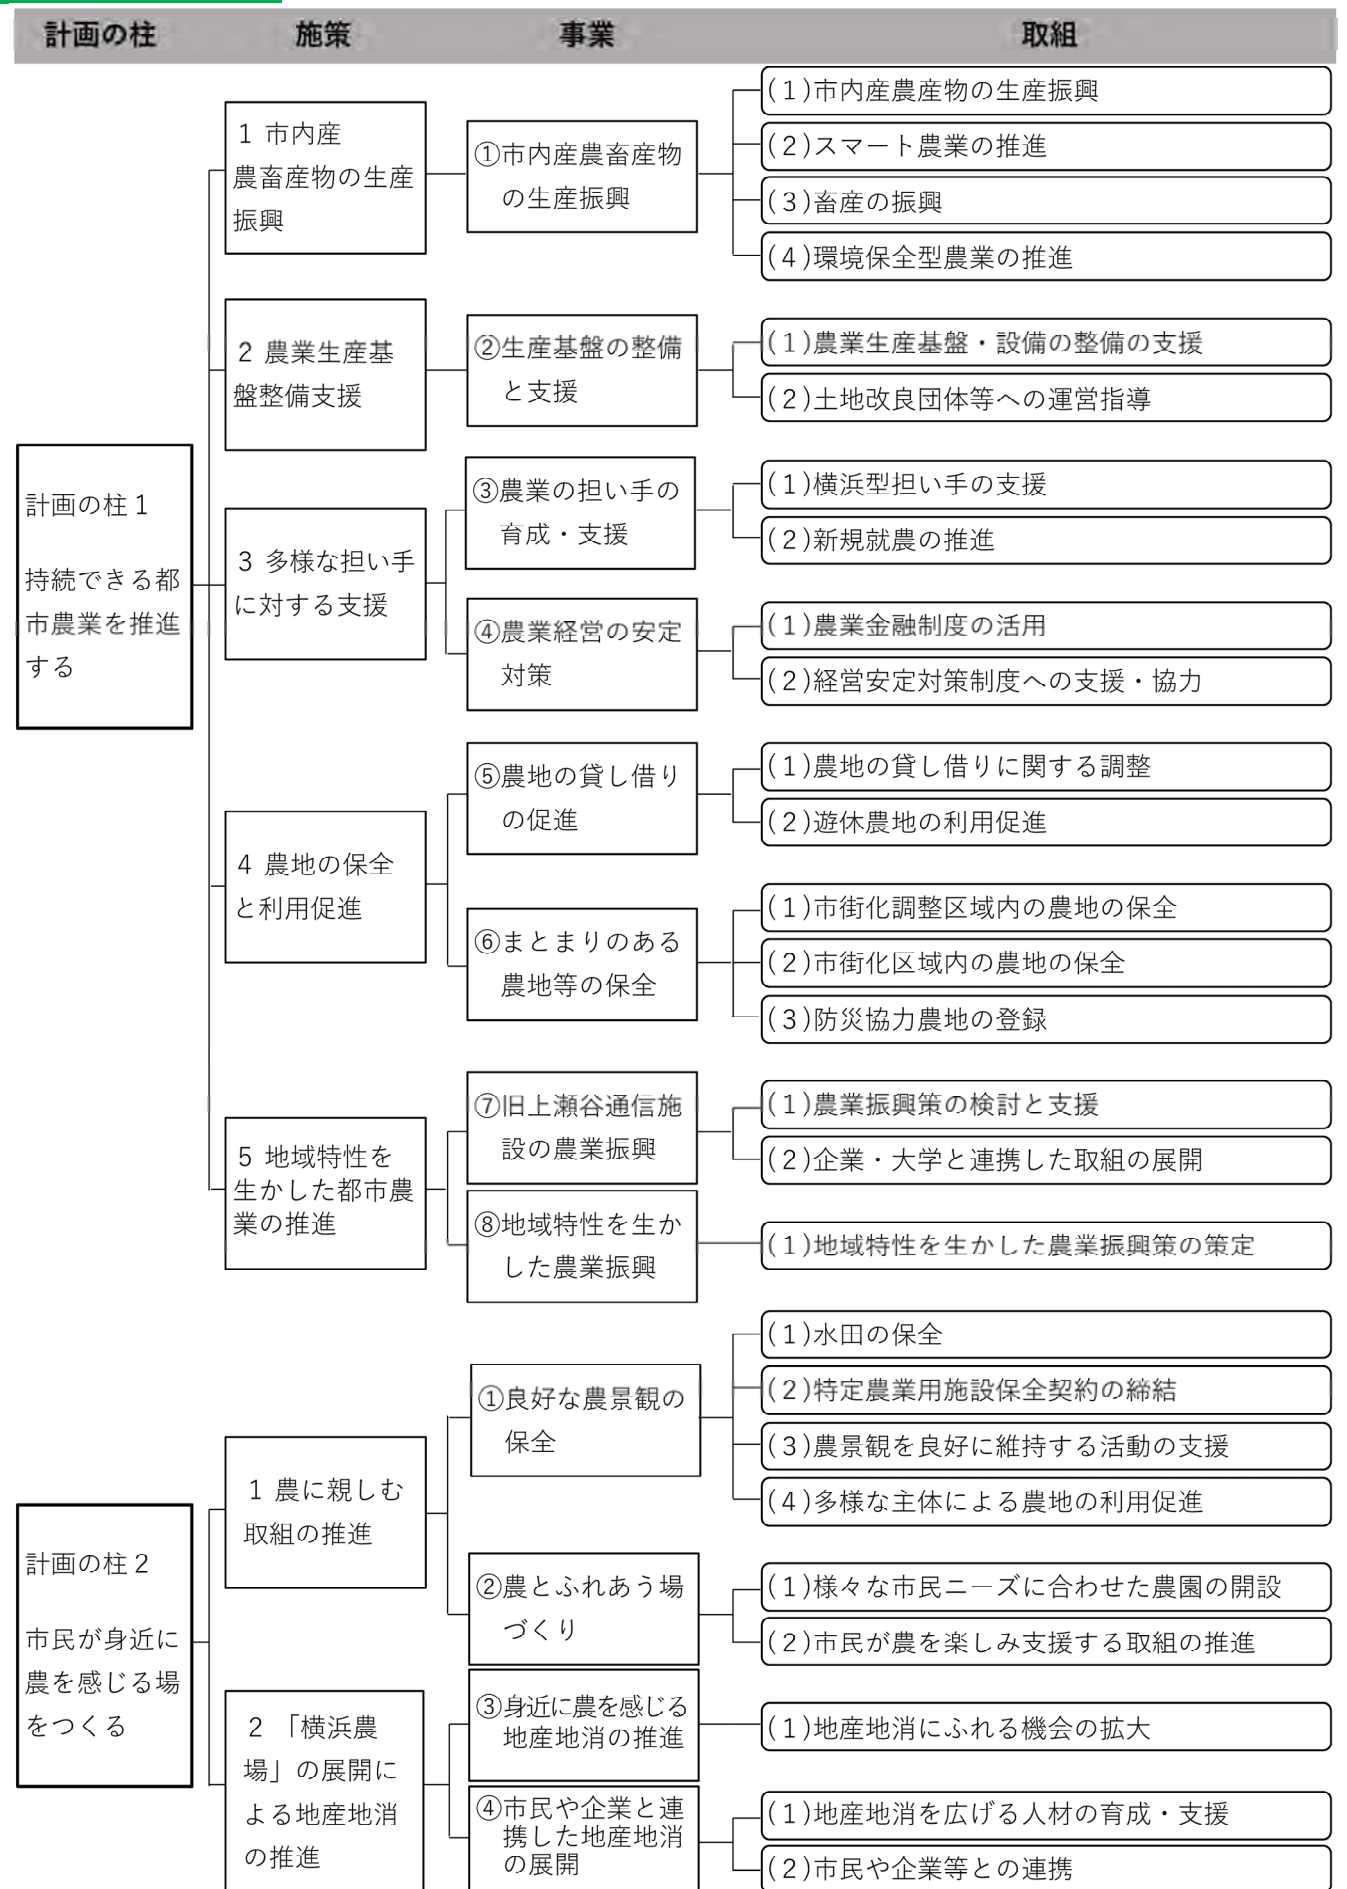 計画の柱 施策 事業 取組
計画の柱１
持続できる都
市農業を推進
する
１ 市内産
農畜産物の生産
振興
①市内産農畜産物
の生産振興
(１)市内産農産物の生産振興
(２)スマート農業の推進
(３)畜産の振興
(４)環境保全型農業の推進
２ 農業生産基
盤整備支援
②生産基盤の整備
と支援
(１)農業生産基盤・設備の整備の支援
(２)土地改良団体等への運営指導
３ 多様な担い手
に対する支援
③農業の担い手の
育成・支援
(１)横浜型担い手の支援
(２)新規就農の推進
④農業経営の安定
対策
(１)農業金融制度の活用
(２)経営安定対策制度への支援・協力
４ 農地の保全
と利用促進
⑤農地の貸し借り
の促進
(１)農地の貸し借りに関する調整
(２)遊休農地の利用促進
⑥まとまりのある
農地等の保全
(１)市街化調整区域内の農地の保全
(２)市街化区域内の農地の保全
(３)防災協力農地の登録
５ 地域特性を
生かした都市農
業の推進
⑦旧上瀬谷通信施
設の農業振興
(１)農業振興策の検討と支援
(２)企業・大学と連携した取組の展開
⑧地域特性を生か
した農業振興
(１)地域特性を生かした農業振興策の策定
計画の柱２
市民が身近に
農を感じる場
をつくる
１ 農に親しむ
取組の推進
①良好な農景観の
保全
(１)水田の保全
(２)特定農業用施設保全契約の締結
(３)農景観を良好に維持する活動の支援
(４)多様な主体による農地の利用促進
②農とふれあう場
づくり
(１)様々な市民ニーズに合わせた農園の開設
(２)市民が農を楽しみ支援する取組の推進
２ 「横浜農
場」の展開に
よる地産地消
の推進
③身近に農を感じる
地産地消の推進
(１)地産地消にふれる機会の拡大
④市民や企業と連
携した地産地消
の展開
(１)地産地消を広げる人材の育成・支援
(２)市民や企業等との連携